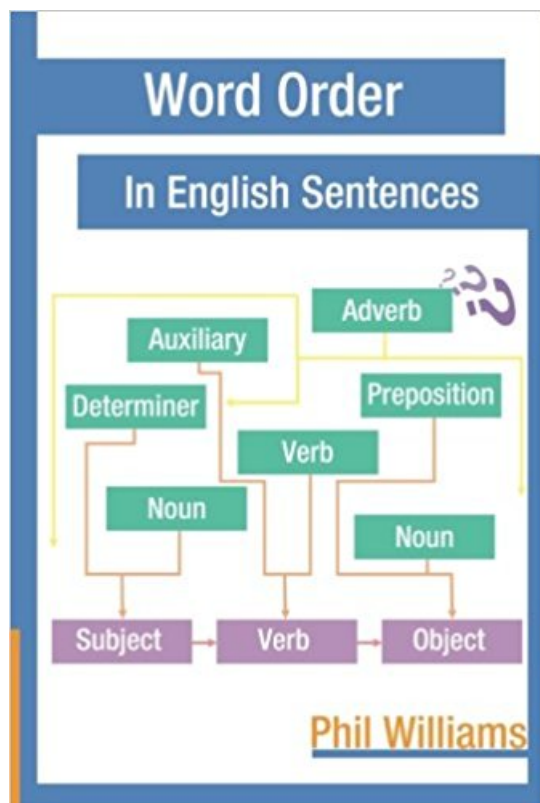 Word Order
In English Sentences
???
Adverb
Auxiliary
Preposition
Determiner
Verb
Noun
Noun
Subject
Verb
Object
Phil Williams